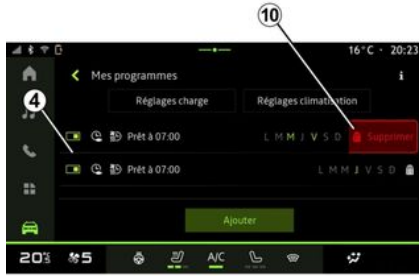 10
16°C · 20:23
Mes programmes
i
4
Réglages charge
Réglages climatisation
Prêt à 07:00
L M M J V S D
Supprimer
Prêt à 07:00
L M M J V S D
Ajouter
20°
5
A/C